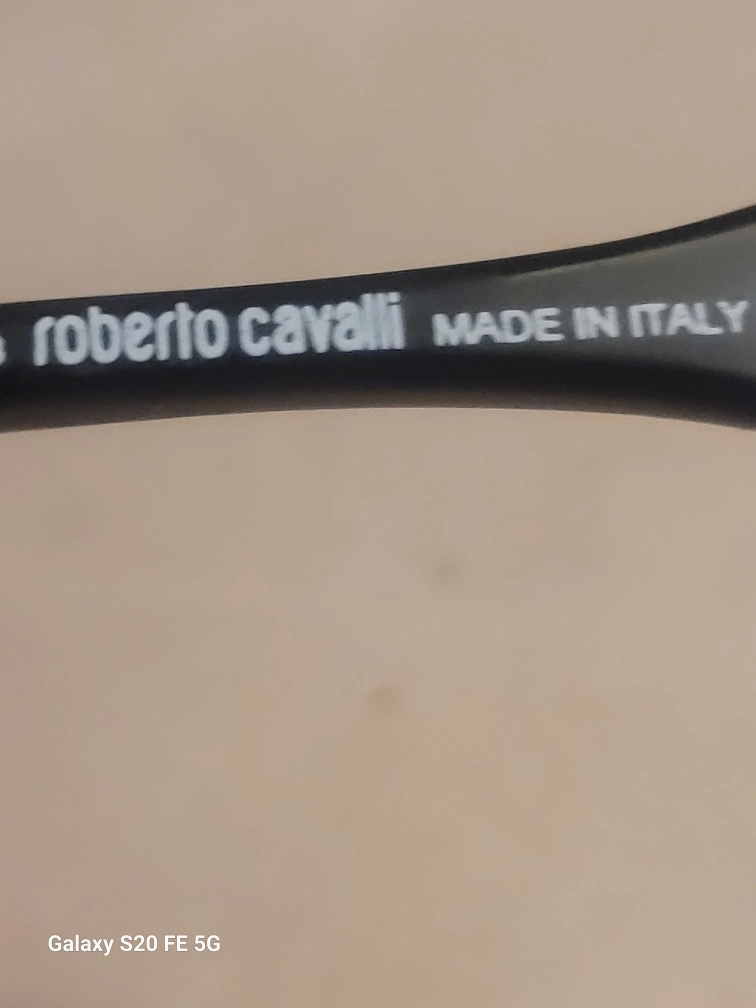 roberto cavalli MADE IN ITALY
Galaxy S20 FE 5G